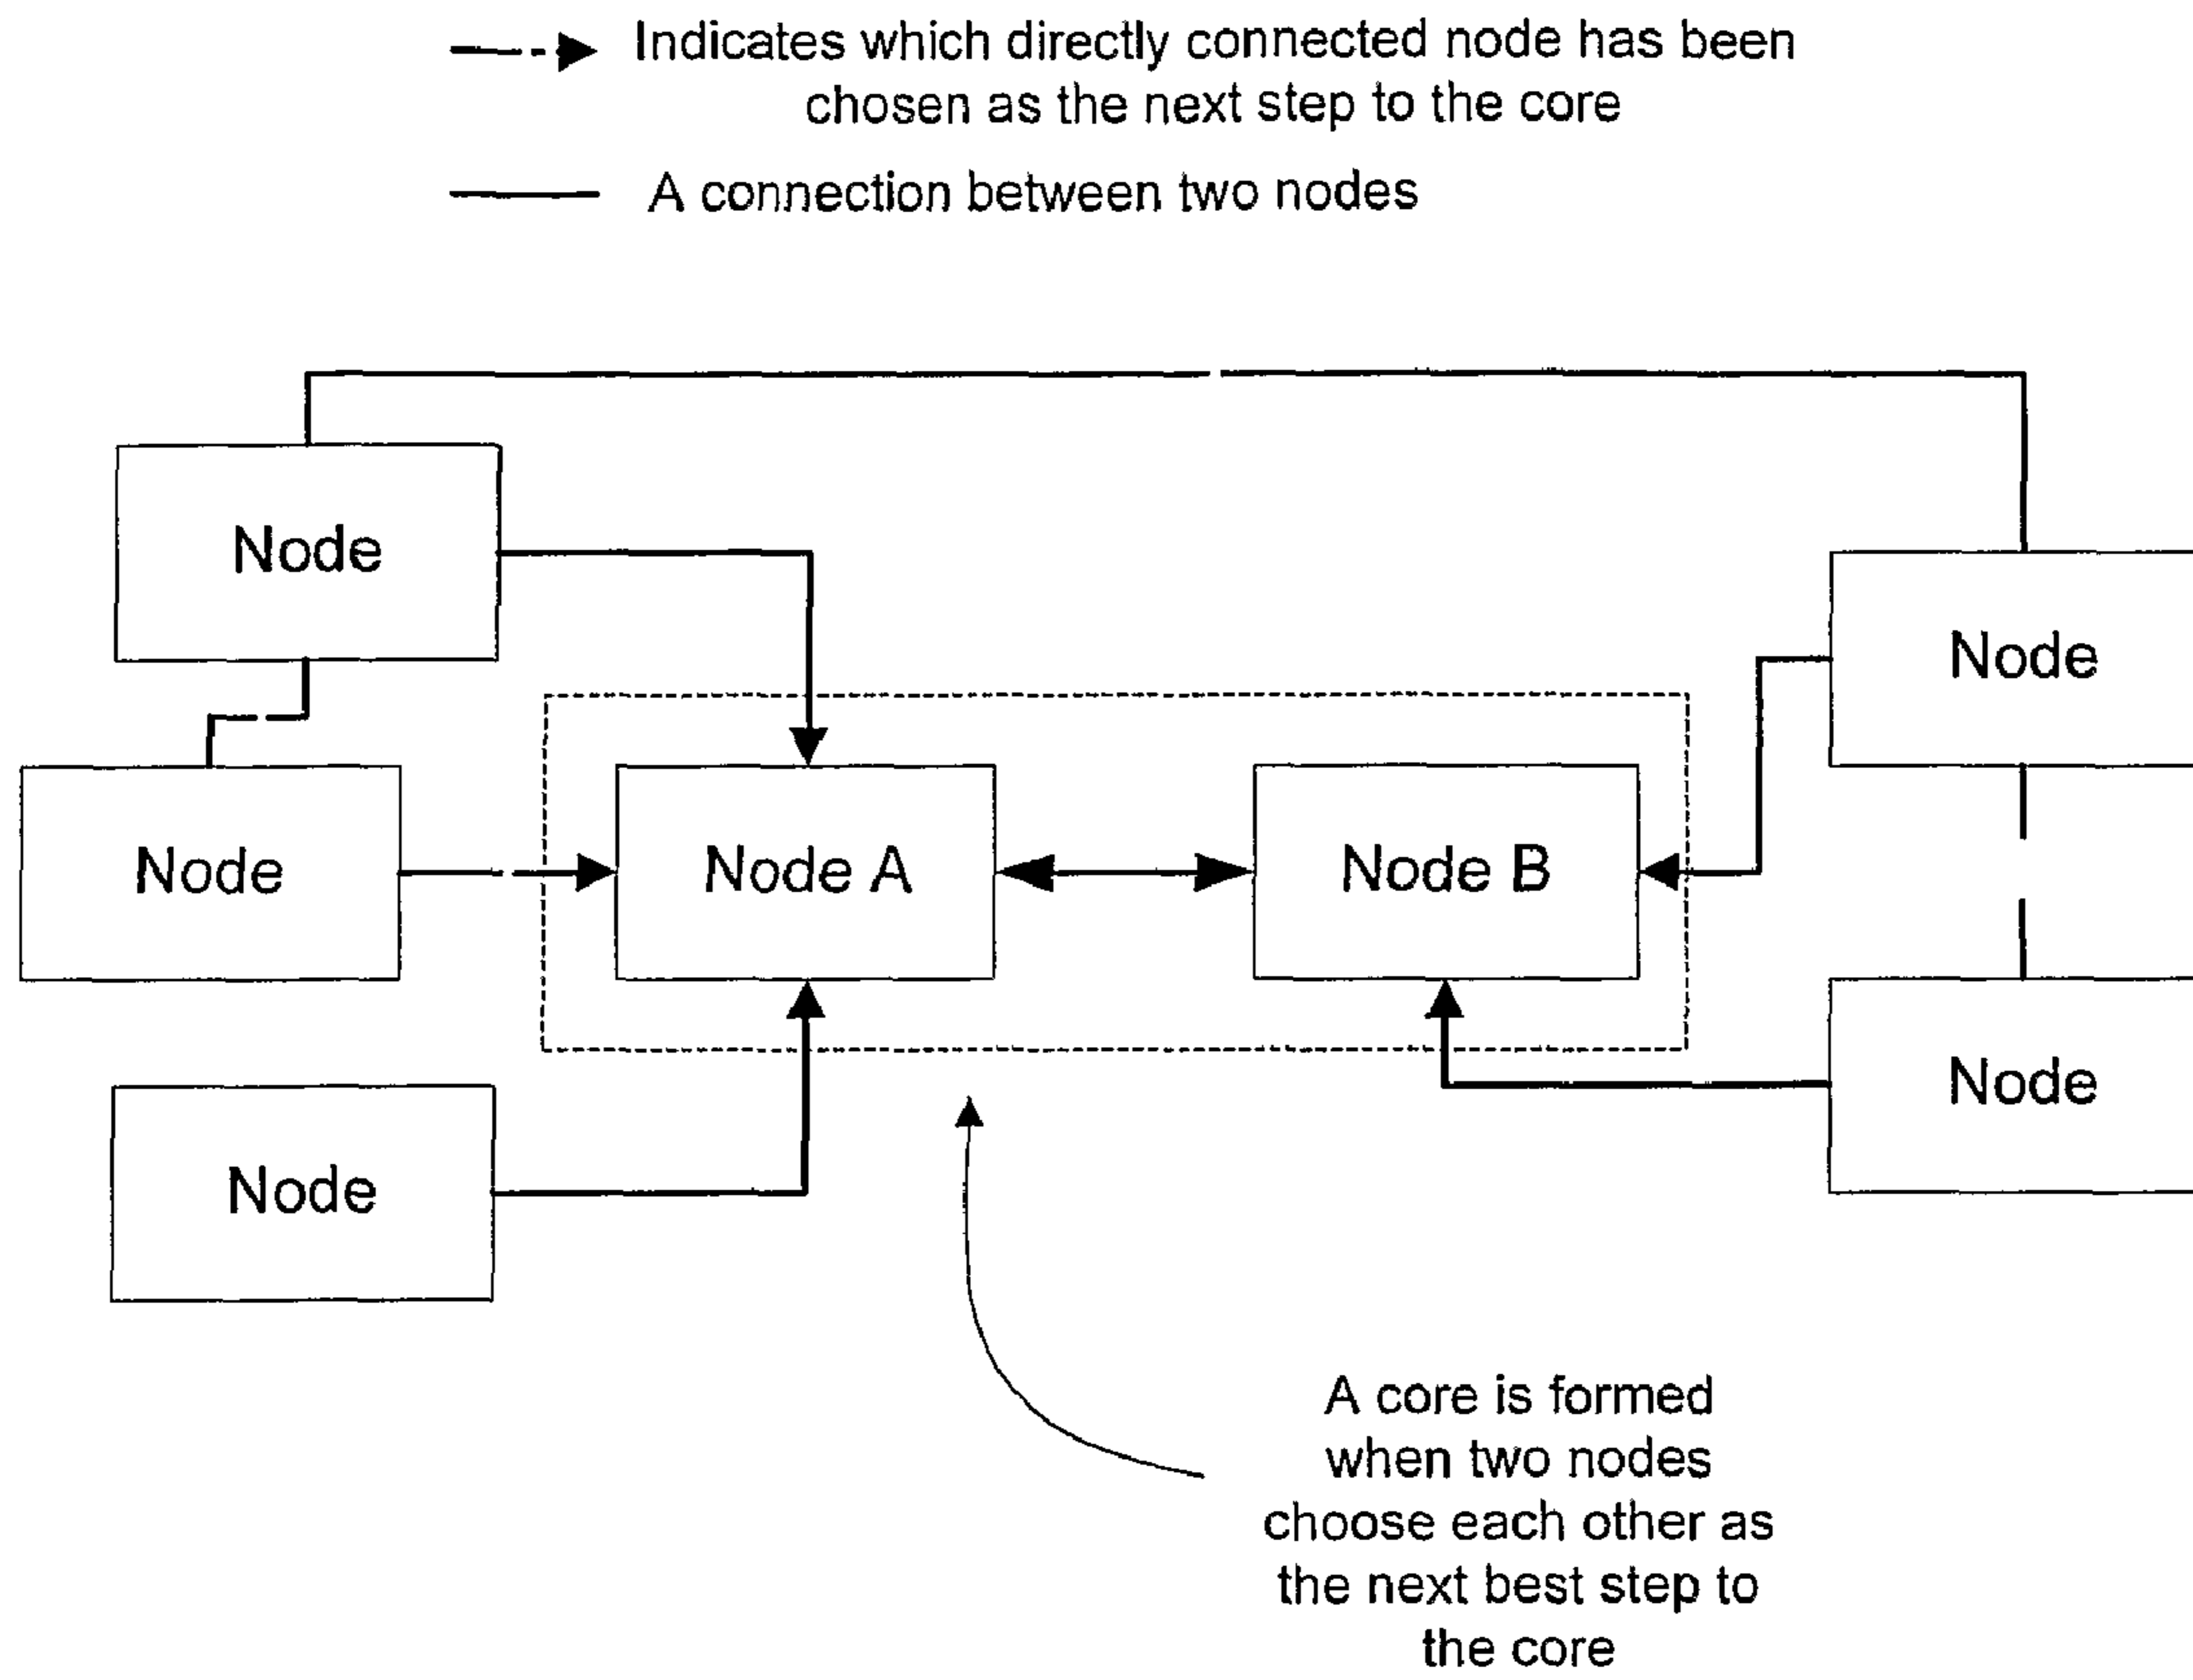 Indicates which directly connected node has been
chosen as the next step to the core
A connection between two nodes
Node
Node
Node
Node A
Node B
Node
Node
A core is formed
when two nodes
choose each other as
the next best step to
the core